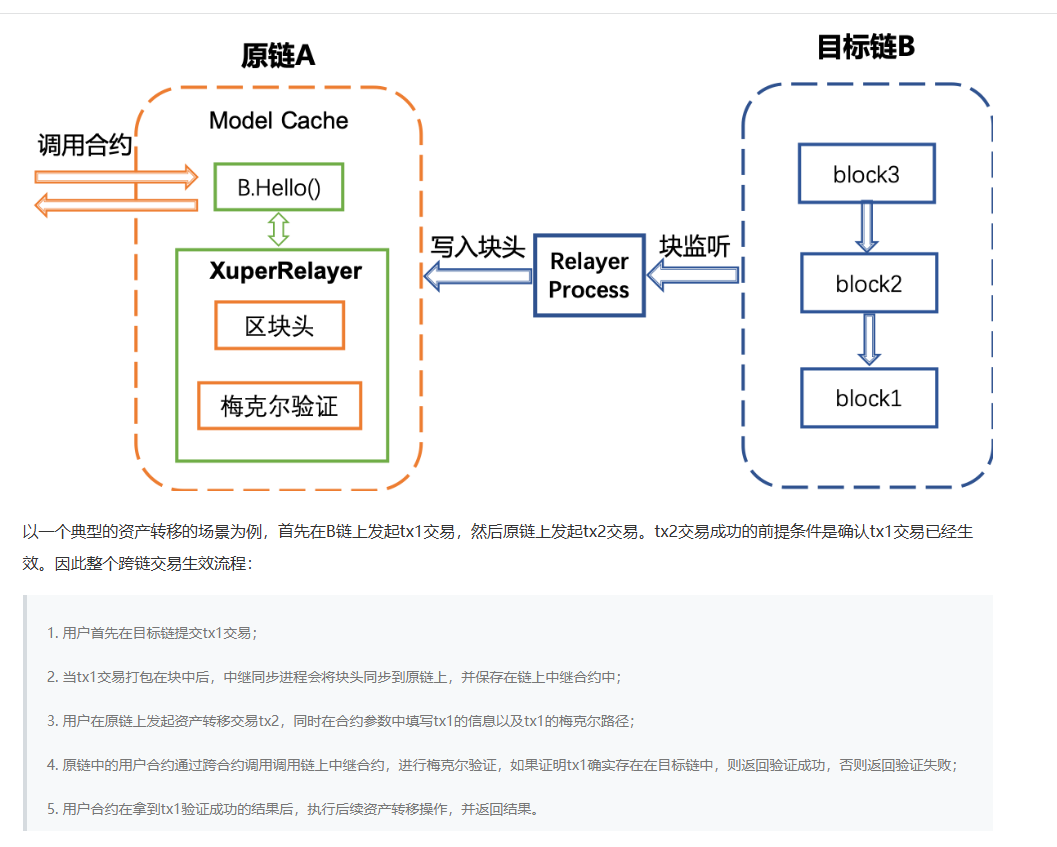 原链A
目标链B
Model Cache
调用合约
B.Hello()
block3
写入块头
块监听
XuperRelayer
Relayer
Process
block2
区块头
梅克尔验证
block1
以一个典型的资产转移的场景为例，首先在B链上发起tx1交易，然后原链上发起tx2交易。tx2交易成功的前提条件是确认tx1交易已经生
效。因此整个跨链交易生效流程：
1. 用户首先在目标链提交tx1交易；
2. 当tx1交易打包在块中后，中继同步进程会将块头同步到原链上，并保存在链上中继合约中；
3. 用户在原链上发起资产转移交易tx2，同时在合约参数中填写tx1的信息以及tx1的梅克尔路径；
4. 原链中的用户合约通过跨合约调用调用链上中继合约，进行梅克尔验证，如果证明tx1确实存在在目标链中，则返回验证成功，否则返回验证失败；
5. 用户合约在拿到tx1验证成功的结果后，执行后续资产转移操作，并返回结果。